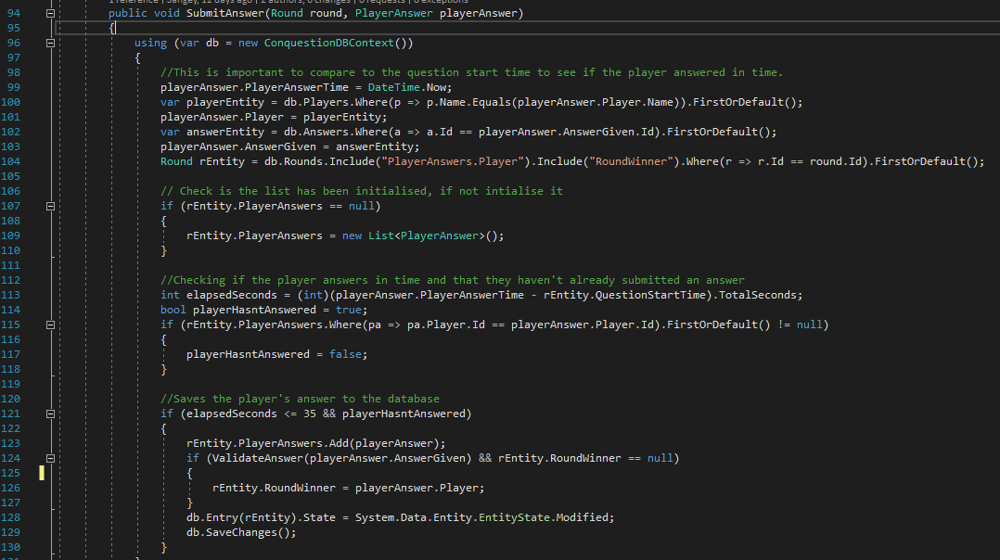 1 reference | Sangey, 12 days ago | 2 authors, 6 changes | 0 requests | 0 exceptions
94 public void SubmitAnswer(Round round, PlayerAnswer playerAnswer)
95 {
96 using (var db = new ConquestionDBContext())
97 {
98 //This is important to compare to the question start time to see if the player answered in time.
99 playerAnswer.PlayerAnswerTime = DateTime.Now;
100 var playerEntity = db.Players.Where(p => p.Name.Equals(playerAnswer.Player.Name)).FirstOrDefault();
101 playerAnswer.Player = playerEntity;
102 var answerEntity = db.Answers.Where(a => a.Id == playerAnswer.AnswerGiven.Id).FirstOrDefault();
103 playerAnswer.AnswerGiven = answerEntity;
104 Round rEntity = db.Rounds.Include("PlayerAnswers.Player").Include("RoundWinner").Where(r => r.Id == round.Id).FirstOrDefault();
105
106 // Check is the list has been initialised, if not intialise it
107 if (rEntity.PlayerAnswers == null)
108 {
109 rEntity.PlayerAnswers = new List<PlayerAnswer>();
110 }
111
112 //Checking if the player answers in time and that they haven't already submitted an answer
113 int elapsedSeconds = (int)(playerAnswer.PlayerAnswerTime - rEntity.QuestionStartTime).TotalSeconds;
114 bool playerHasntAnswered = true;
115 if (rEntity.PlayerAnswers.Where(pa => pa.Player.Id == playerAnswer.Player.Id).FirstOrDefault() != null)
116 {
117 playerHasntAnswered = false;
118 }
119
120 //Saves the player's answer to the database
121 if (elapsedSeconds <= 35 && playerHasntAnswered)
122 {
123 rEntity.PlayerAnswers.Add(playerAnswer);
124 if (ValidateAnswer(playerAnswer.AnswerGiven) && rEntity.RoundWinner == null)
125 {
126 rEntity.RoundWinner = playerAnswer.Player;
127 }
128 db.Entry(rEntity).State = System.Data.Entity.EntityState.Modified;
129 db.SaveChanges();
130 }